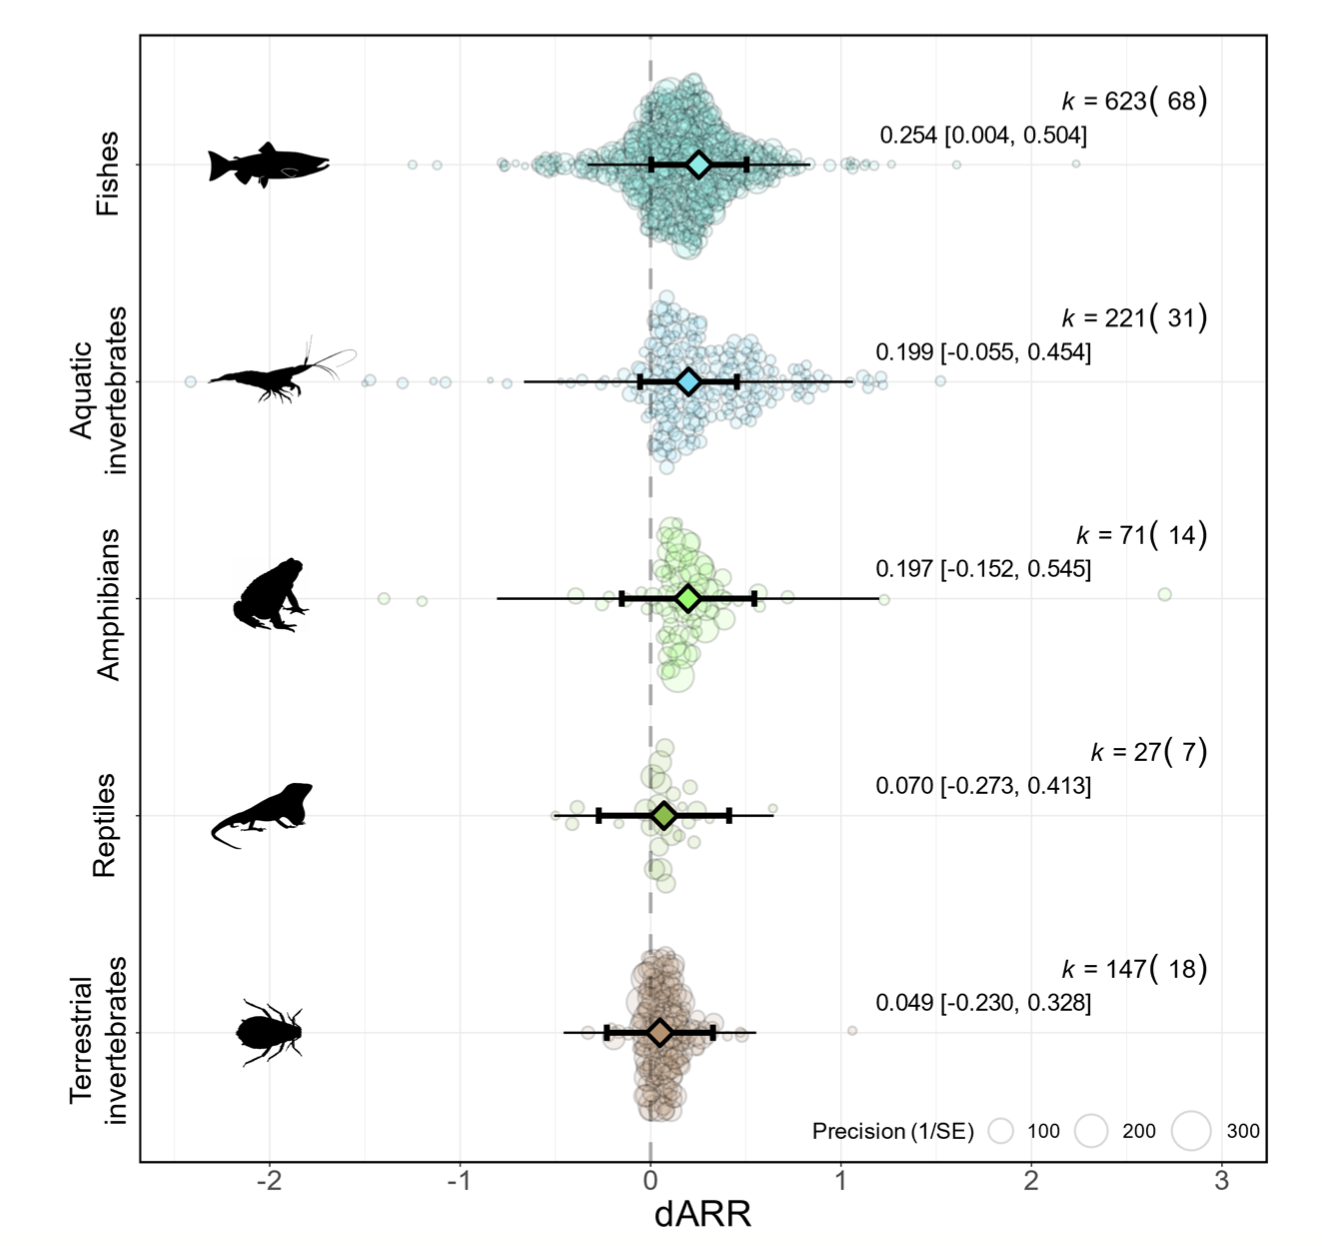 Fishes
k = 623( 68)
0.254 [0.004, 0.504]
Aquatic
invertebrates
k = 221( 31)
0.199 [-0.055, 0.454]
Amphibians
k = 71( 14)
0.197 [-0.152, 0.545]
Reptiles
k = 27( 7)
0.070 [-0.273, 0.413]
Terrestrial
invertebrates
k = 147( 18)
0.049 [-0.230, 0.328]
Precision (1/SE) 100 200 300
-2 -1 0 1 2 3
dARR